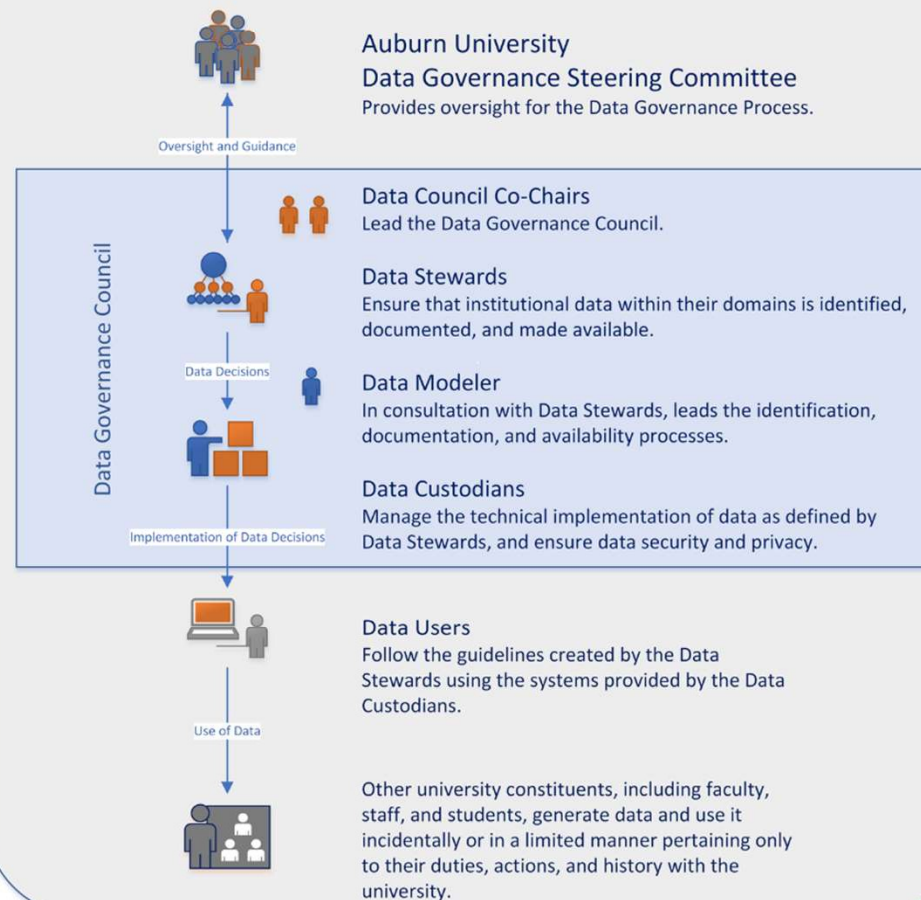 Auburn University
Data Governance Steering Committee
Provides oversight for the Data Governance Process.
Oversight and Guidance
Data Governance Council
Data Council Co-Chairs
Lead the Data Governance Council.
Data Stewards
Ensure that institutional data within their domains is identified,
documented, and made available.
Data Decisions
Data Modeler
In consultation with Data Stewards, leads the identification,
documentation, and availability processes.
Data Custodians
Manage the technical implementation of data as defined by
Data Stewards, and ensure data security and privacy.
Implementation of Data Decisions
Data Users
Follow the guidelines created by the Data
Stewards using the systems provided by the Data
Custodians.
Use of Data
Other university constituents, including faculty,
staff, and students, generate data and use it
incidentally or in a limited manner pertaining only
to their duties, actions, and history with the
university.